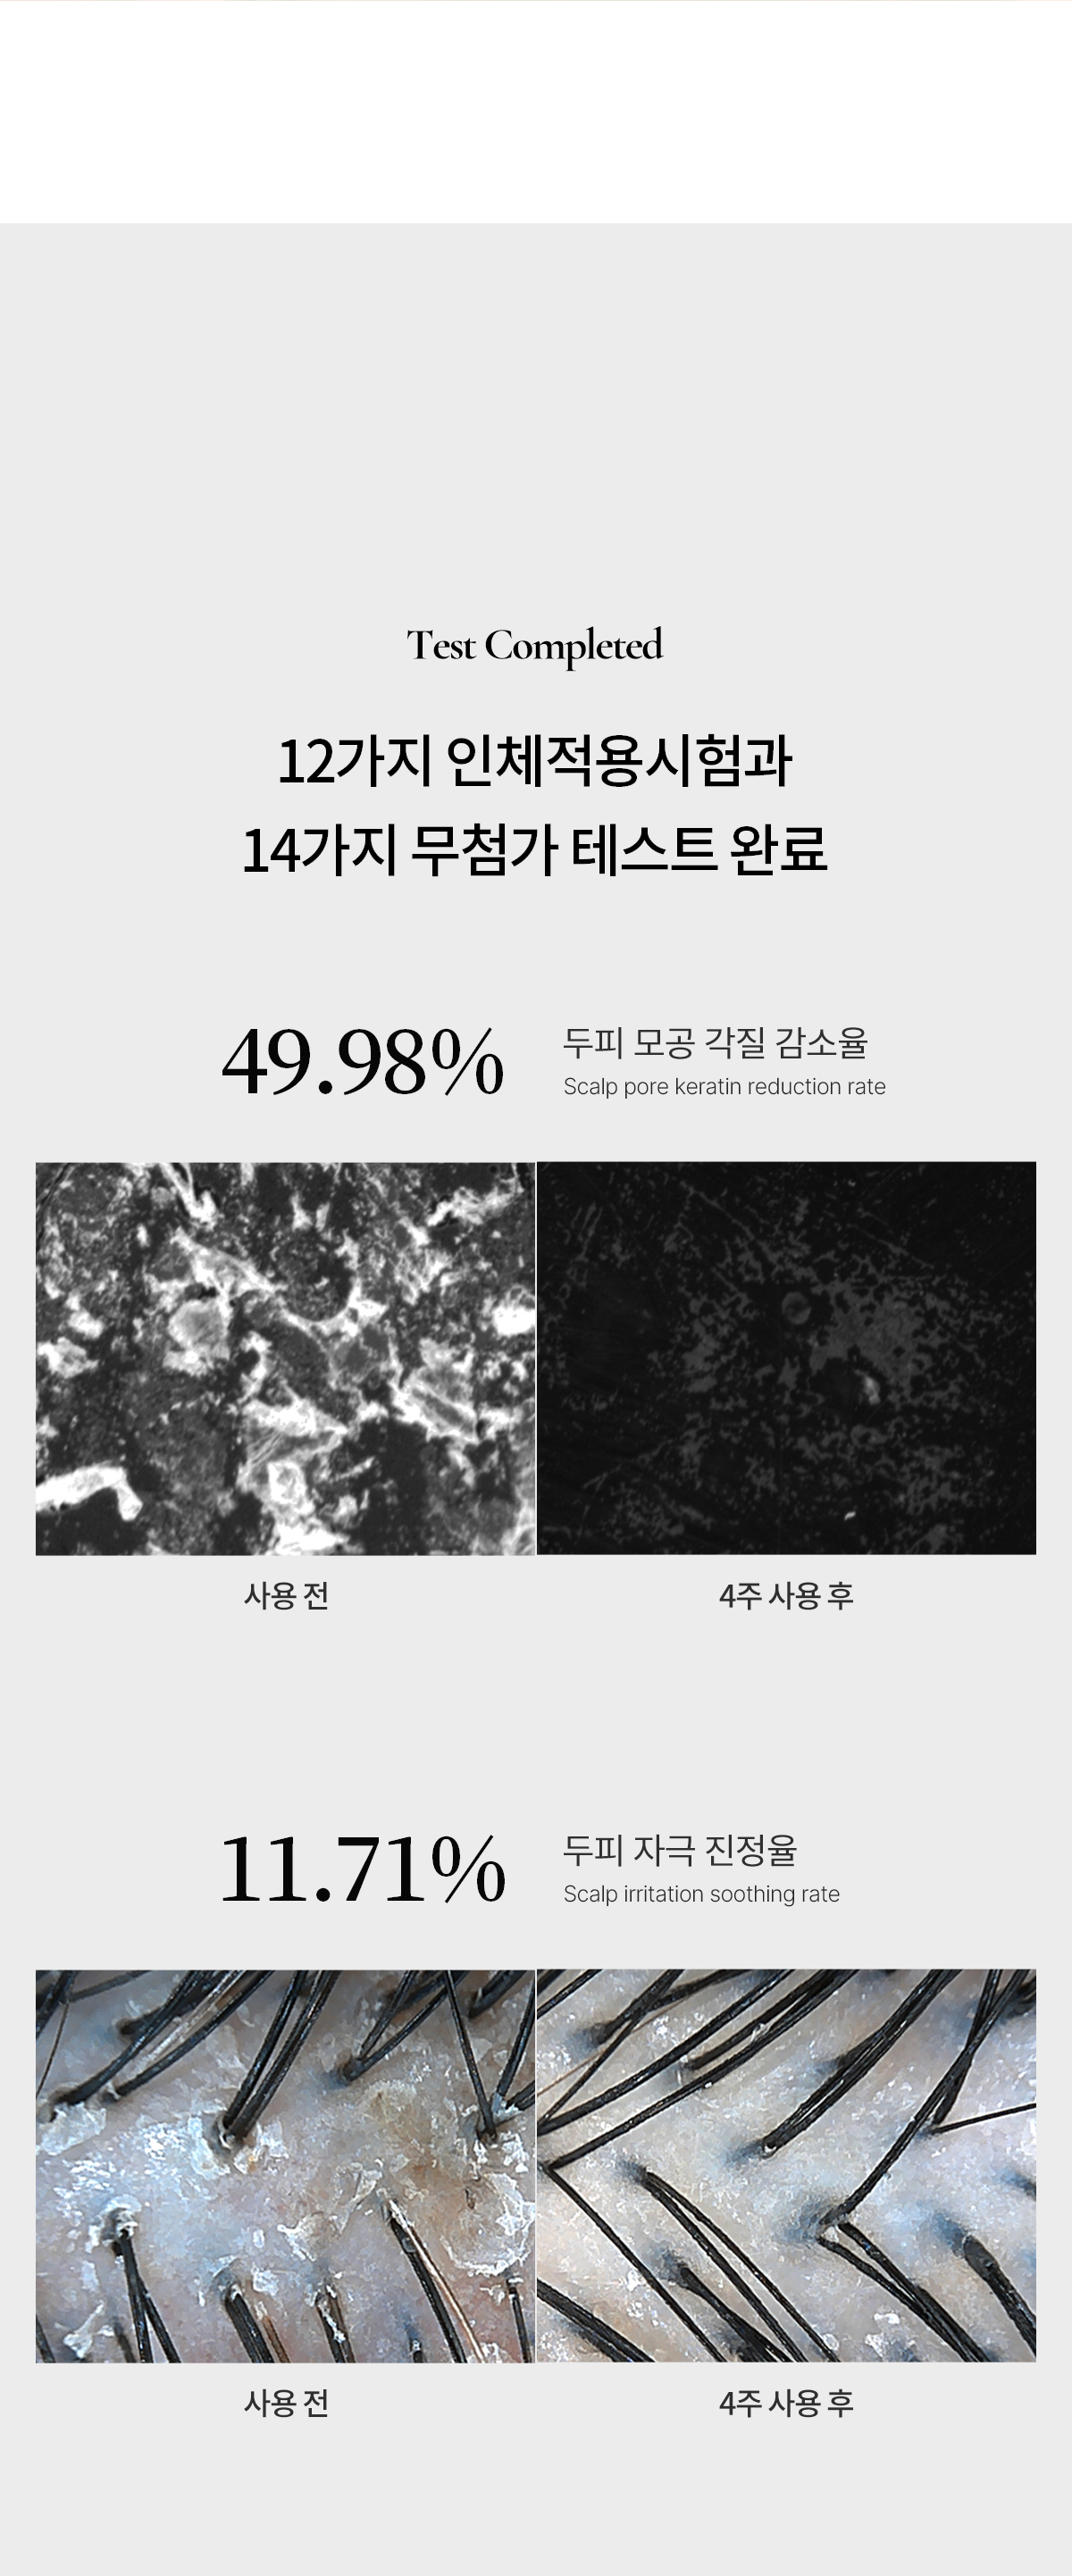 Test Completed
12가지 인체적용시험과
14가지 무첨가 테스트 완료
49.98%
두피 모공 각질 감소율
Scalp pore keratin reduction rate
사용 전
4주 사용 후
11.71%
두피 자극 진정율
Scalp irritation soothing rate
사용 전
4주 사용 후